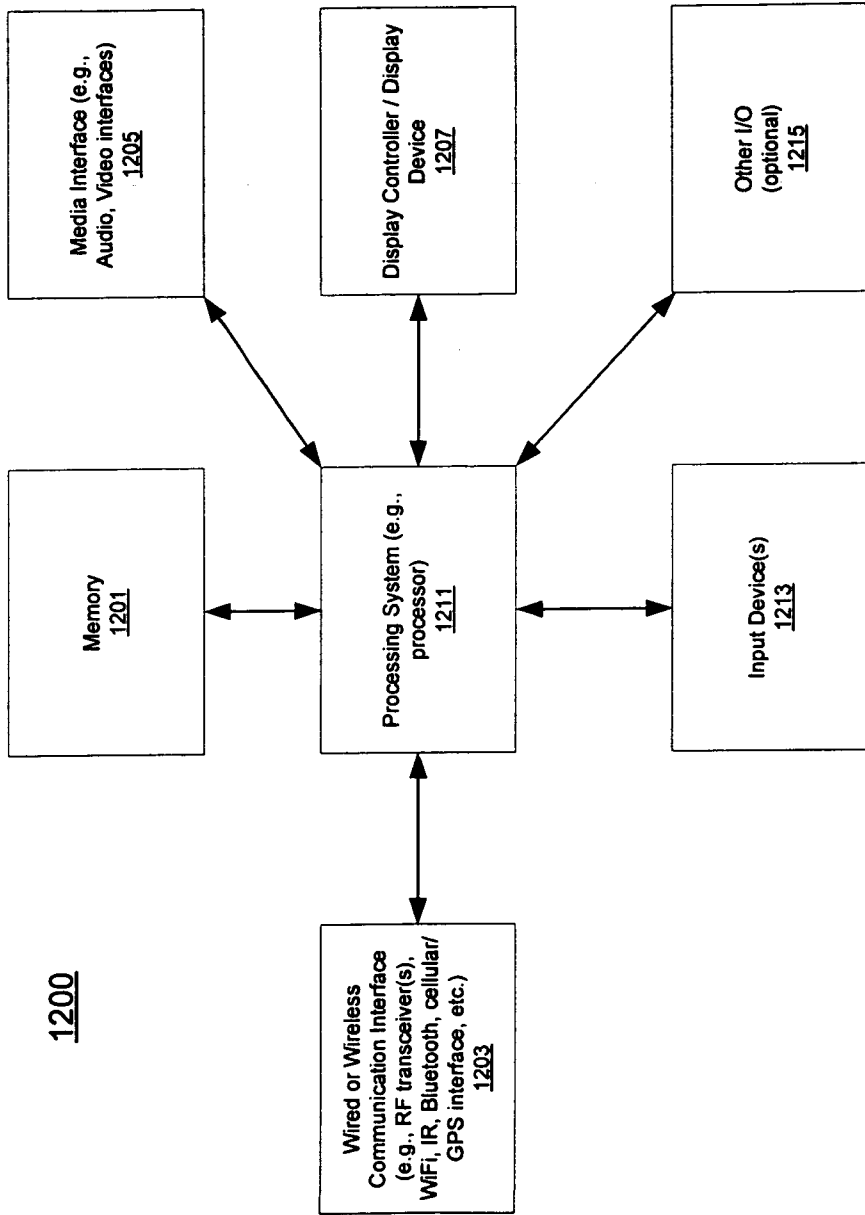 1200
Wired or Wireless
Communication Interface
(e.g., RF transceiver(s),
WiFi, IR, Bluetooth, cellular/
GPS interface, etc.)
1203
Memory
1201
Processing System (e.g.,
processor)
1211
Input Device(s)
1213
Media Interface (e.g.,
Audio, Video interfaces)
1205
Display Controller / Display
Device
1207
Other I/O
(optional)
1215